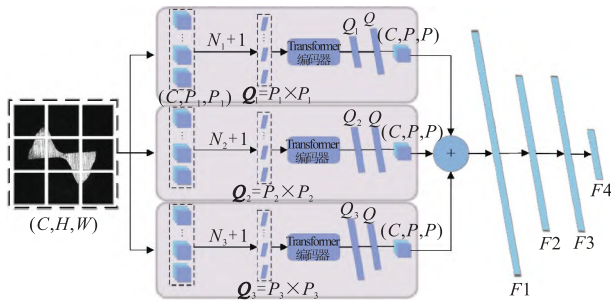 (C,H,W)
N₁+1
(C,P₁,P₁)
Q₁=P₁×P₁
Transformer
编码器
Q₁
Q
(C,P,P)
N₂+1
Q₂=P₂×P₂
Transformer
编码器
Q₂
Q
(C,P,P)
N₃+1
Q₃=P₃×P₃
Transformer
编码器
Q₃
Q
(C,P,P)
+
F1
F2
F3
F4